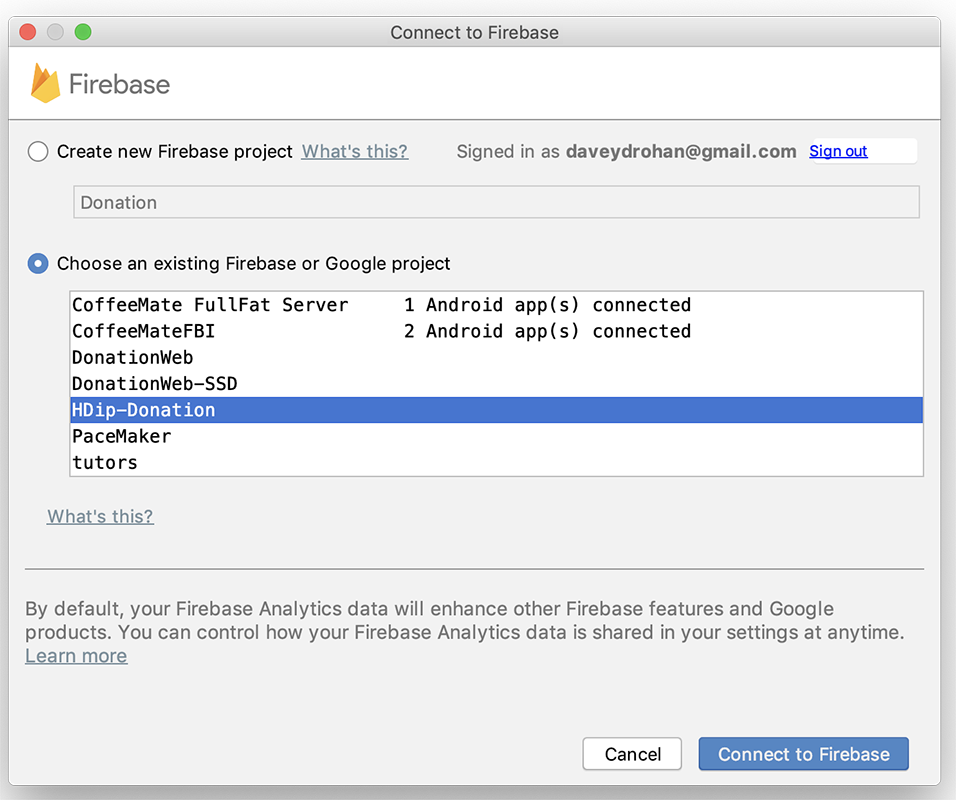 Connect to Firebase
Firebase
Create new Firebase project What's this? Signed in as daveydrohan@gmail.com Sign out
Donation
Choose an existing Firebase or Google project
CoffeeMate FullFat Server 1 Android app(s) connected
CoffeeMateFBI 2 Android app(s) connected
DonationWeb
DonationWeb-SSD
HDip-Donation
PaceMaker
tutors
What's this?
By default, your Firebase Analytics data will enhance other Firebase features and Google
products. You can control how your Firebase Analytics data is shared in your settings at anytime.
Learn more
Cancel Connect to Firebase